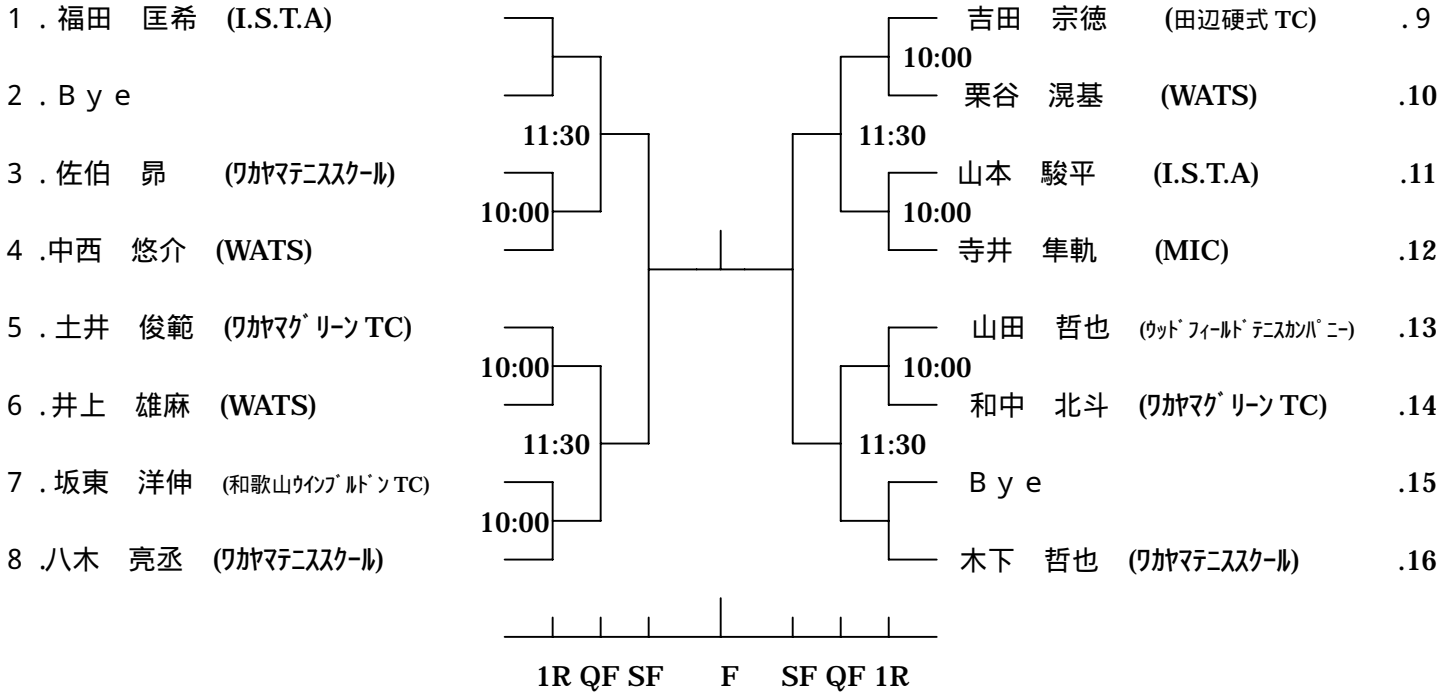 1 . 福田　匡希 (I.S.T.A)
2 . Ｂｙｅ
11:30
3 . 佐伯　昴 (ワカヤマテニススクール)
10:00
4 .中西　悠介 (WATS)
5 . 土井　俊範 (ワカヤマグリーン TC)
10:00
6 . 井上　雄麻 (WATS)
11:30
7 . 坂東　洋伸 (和歌山ウインブルドン TC)
10:00
8 .八木　亮丞 (ワカヤマテニススクール)
吉田　宗徳 (田辺硬式 TC) . 9
10:00
栗谷　滉基 (WATS) .10
11:30
山本　駿平 (I.S.T.A) .11
10:00
寺井　隼軌 (MIC) .12
山田　哲也 (ウッドフィールドテニスカンパニー) .13
10:00
和中　北斗 (ワカヤマグリーン TC) .14
11:30
Ｂｙｅ .15
木下　哲也 (ワカヤマテニススクール) .16
1R QF SF F SF QF 1R